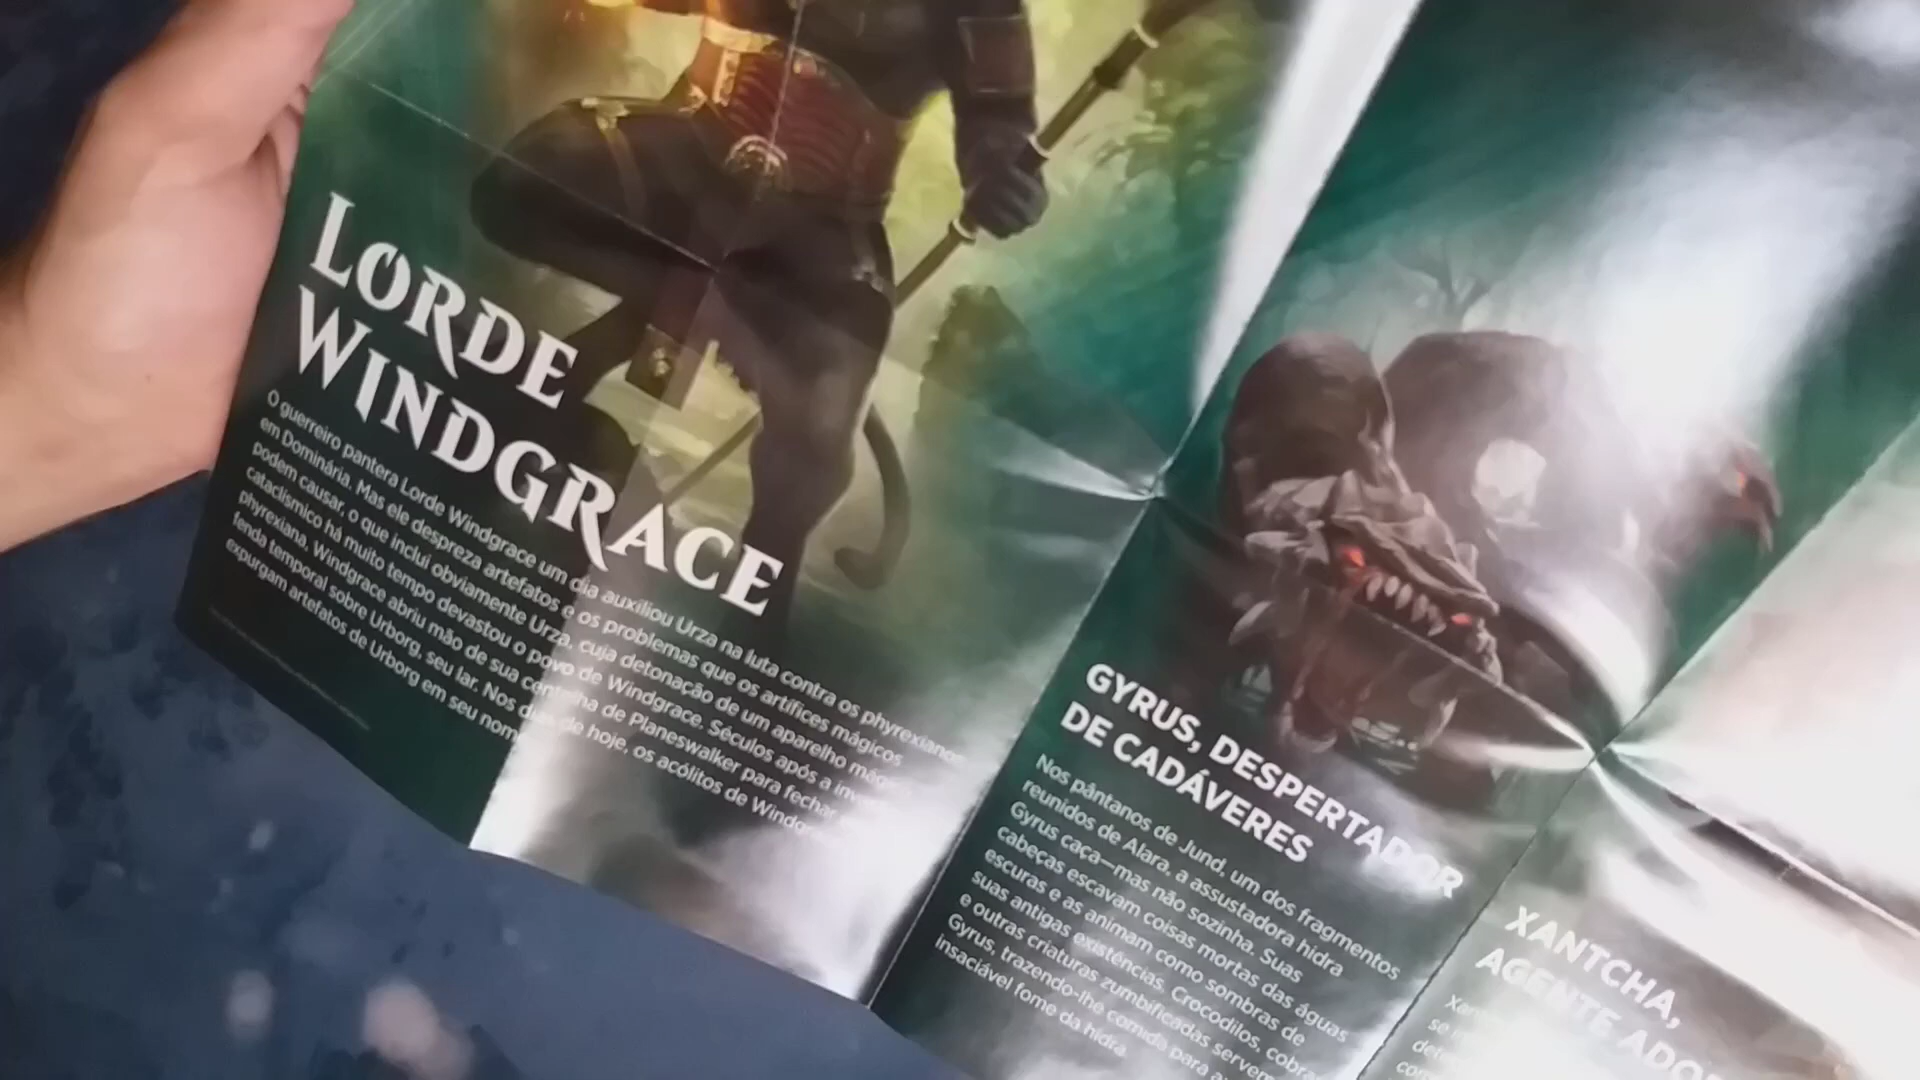 LORDE
WINDGRACE
O guerreiro pantera Lorde Windgrace um dia auxiliou Urza na luta contra os phyrexianos
em Dominária. Mas ele despreza artefatos e os problemas que os artífices mágicos
podem causar, o que inclui obviamente Urza, cuja detonação de um aparelho
cataclísmico há muito tempo devastou o povo de Windgrace. Séculos após a
phyrexiana, Windgrace abriu mão de sua centelha de Planeswalker para fechar
fenda temporal sobre Urborg, seu lar. Nos dias de hoje, os acólitos de
expurgam artefatos de Urborg em seu
GYRUS, DESPERTADOR
DE CADÁVERES
Nos pântanos de Jund, um dos fragmentos
reunidos de Alara, a assustadora hidra
Gyrus caça—mas não sozinha. Suas
cabeças escavam coisas mortas das águas
escuras e as animam como sombras de
suas antigas existências. Crocodilos,
e outras criaturas zumbificadas servem
Gyrus, trazendo-lhe comida para
insaciável fome da hidra.
XANTCHA,
AGENTE